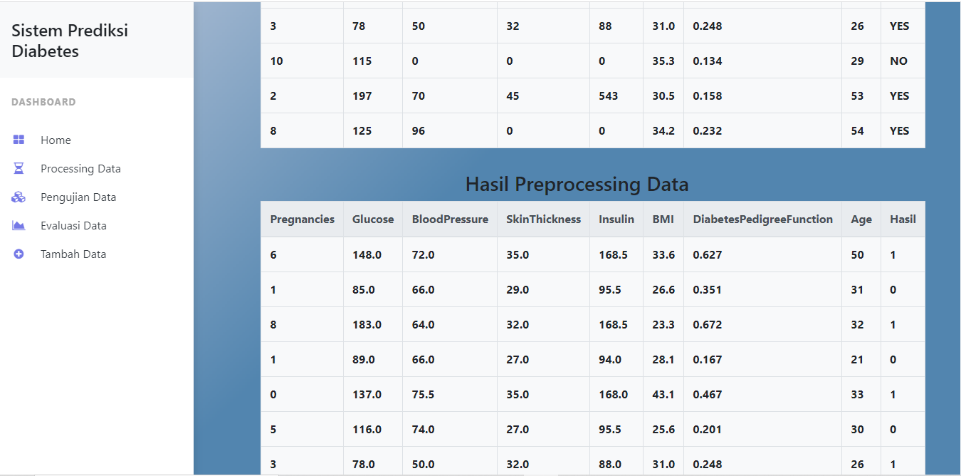 Sistem Prediksi
Diabetes
DASHBOARD
Home
Processing Data
Pengujian Data
Evaluasi Data
Tambah Data
3 78 50 32 88 31.0 0.248 26 YES
10 115 0 0 0 35.3 0.134 29 NO
2 197 70 45 543 30.5 0.158 53 YES
8 125 96 0 0 34.2 0.232 54 YES
Hasil Preprocessing Data
Pregnancies Glucose BloodPressure SkinThickness Insulin BMI DiabetesPedigreeFunction Age Hasil
6 148.0 72.0 35.0 168.5 33.6 0.627 50 1
1 85.0 66.0 29.0 95.5 26.6 0.351 31 0
8 183.0 64.0 32.0 168.5 23.3 0.672 32 1
1 89.0 66.0 27.0 94.0 28.1 0.167 21 0
0 137.0 75.5 35.0 168.0 43.1 0.467 33 1
5 116.0 74.0 27.0 95.5 25.6 0.201 30 0
3 78.0 50.0 32.0 88.0 31.0 0.248 26 1